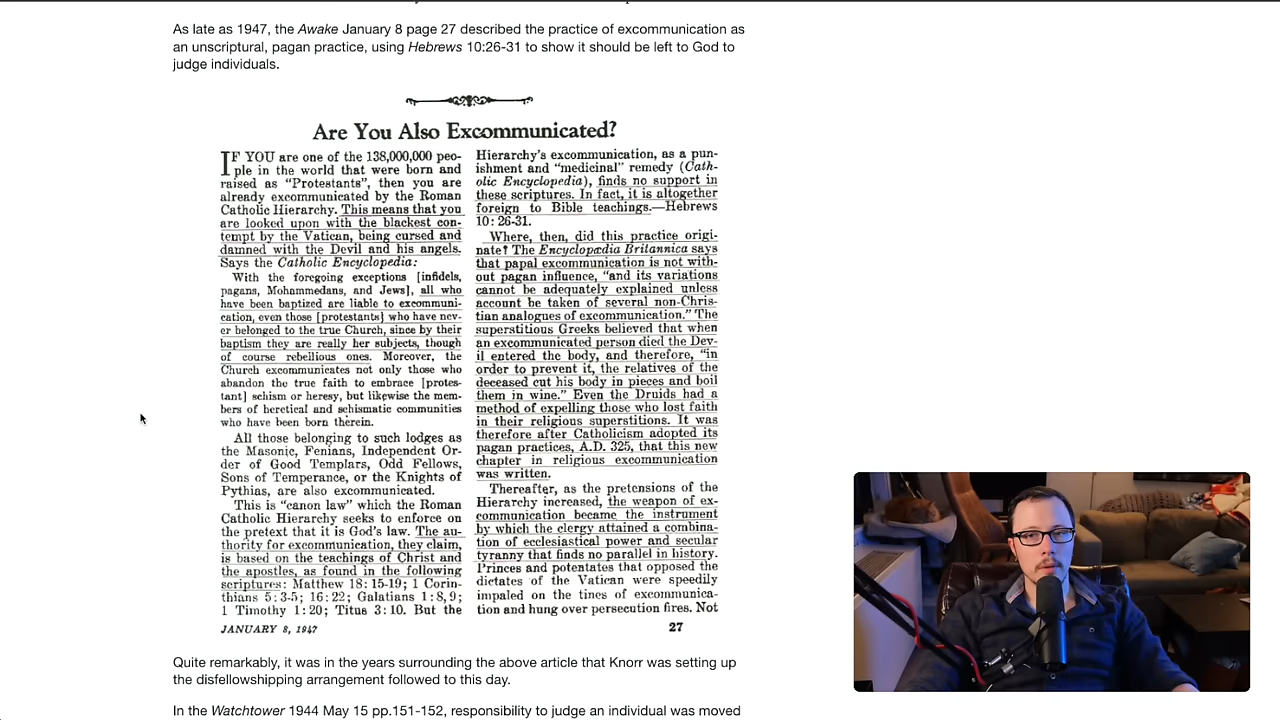 As late as 1947, the Awake January 8 page 27 described the practice of excommunication as
an unscriptural, pagan practice, using Hebrews 10:26-31 to show it should be left to God to
judge individuals.
Are You Also Excommunicated?
IF YOU are one of the 138,000,000 peo-
ple in the world that were born and
raised as "Protestants", then you are
already excommunicated by the Roman
Catholic Hierarchy. This means that you
are looked upon with the blackest con-
tempt by the Vatican, being cursed and
damned with the Devil and his angels.
Says the Catholic Encyclopedia:
With the foregoing exceptions [infidels,
pagans, Mohammedans, and Jews], all who
have been baptized are liable to excommuni-
cation, even those [protestants] who have nev-
er belonged to the true Church, since by their
baptism they are really her subjects, though
of course rebellious ones. Moreover, the
Church excommunicates not only those who
abandon the true faith to embrace [protes-
tant] schism or heresy, but likewise the mem-
bers of heretical and schismatic communities
who have been born therein.
All those belonging to such lodges as
the Masonic, Fenians, Independent Or-
der of Good Templars, Odd Fellows,
Sons of Temperance, or the Knights of
Pythias, are also excommunicated.
This is "canon law" which the Roman
Catholic Hierarchy seeks to enforce on
the pretext that it is God's law. The au-
thority for excommunication, they claim,
is based on the teachings of Christ and
the apostles, as found in the following
scriptures: Matthew 18:15-19; 1 Corin-
thians 5:3-5; 16:22; Galatians 1:8,9;
1 Timothy 1:20; Titus 3:10. But the
Hierarchy's excommunication, as a pun-
ishment and "medicinal" remedy (Cath-
olic Encyclopedia), finds no support in
these scriptures. In fact, it is altogether
foreign to Bible teachings.—Hebrews
10:26-31.
Where, then, did this practice origi-
nate? The Encyclopædia Britannica says
that papal excommunication is not with-
out pagan influence, "and its variations
cannot be adequately explained unless
account be taken of several non-Chris-
tian analogues of excommunication." The
superstitious Greeks believed that when
an excommunicated person died the Dev-
il entered the body, and therefore, "in
order to prevent it, the relatives of the
deceased cut his body in pieces and boil
them in wine." Even the Druids had a
method of expelling those who lost faith
in their religious superstitions. It was
therefore after Catholicism adopted its
pagan practices, A.D. 325, that this new
chapter in religious excommunication
was written.
Thereafter, as the pretensions of the
Hierarchy increased, the weapon of ex-
communication became the instrument
by which the clergy attained a combina-
tion of ecclesiastical power and secular
tyranny that finds no parallel in history.
Princes and potentates that opposed the
dictates of the Vatican were speedily
impaled on the tines of excommunica-
tion and hung over persecution fires. Not
JANUARY 8, 1947
27
Quite remarkably, it was in the years surrounding the above article that Knorr was setting up
the disfellowshipping arrangement followed to this day.
In the Watchtower 1944 May 15 pp.151-152, responsibility to judge an individual was moved